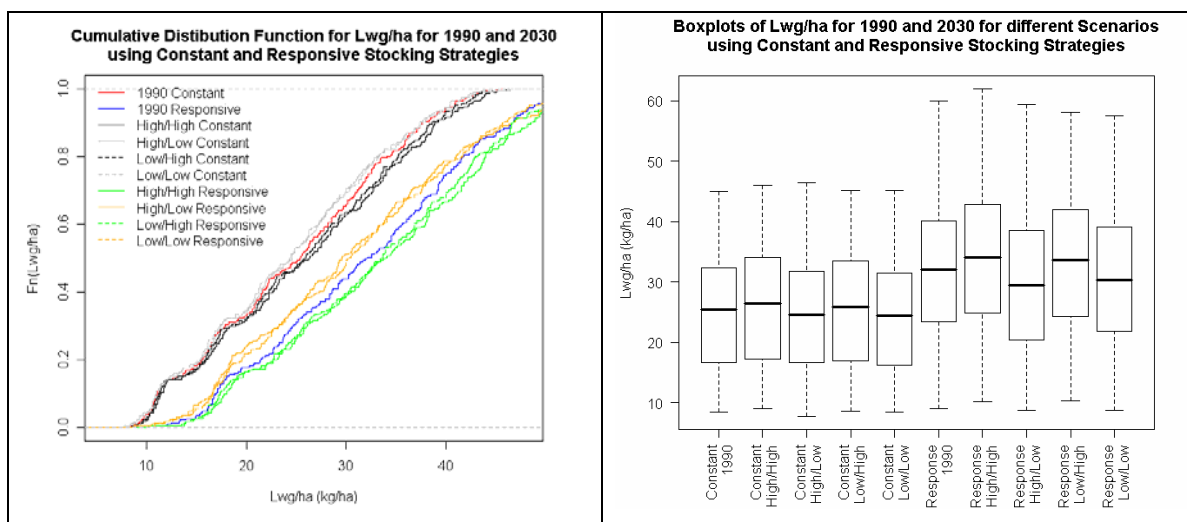 Cumulative Distibution Function for Lwg/ha for 1990 and 2030
using Constant and Responsive Stocking Strategies
1.0
0.8
0.6
0.4
0.2
0.0
Fn(Lwg/ha)
1990 Constant
1990 Responsive
High/High Constant
High/Low Constant
Low/High Constant
Low/Low Constant
High/High Responsive
High/Low Responsive
Low/High Responsive
Low/Low Responsive
10
20
30
40
Lwg/ha (kg/ha)
Boxplots of Lwg/ha for 1990 and 2030 for different Scenarios
using Constant and Responsive Stocking Strategies
60
50
40
30
20
10
Lwg/ha (kg/ha)
Constant
1990
Constant
High/High
Constant
High/Low
Constant
Low/High
Constant
Low/Low
Response
1990
Response
High/High
Response
High/Low
Response
Low/High
Response
Low/Low